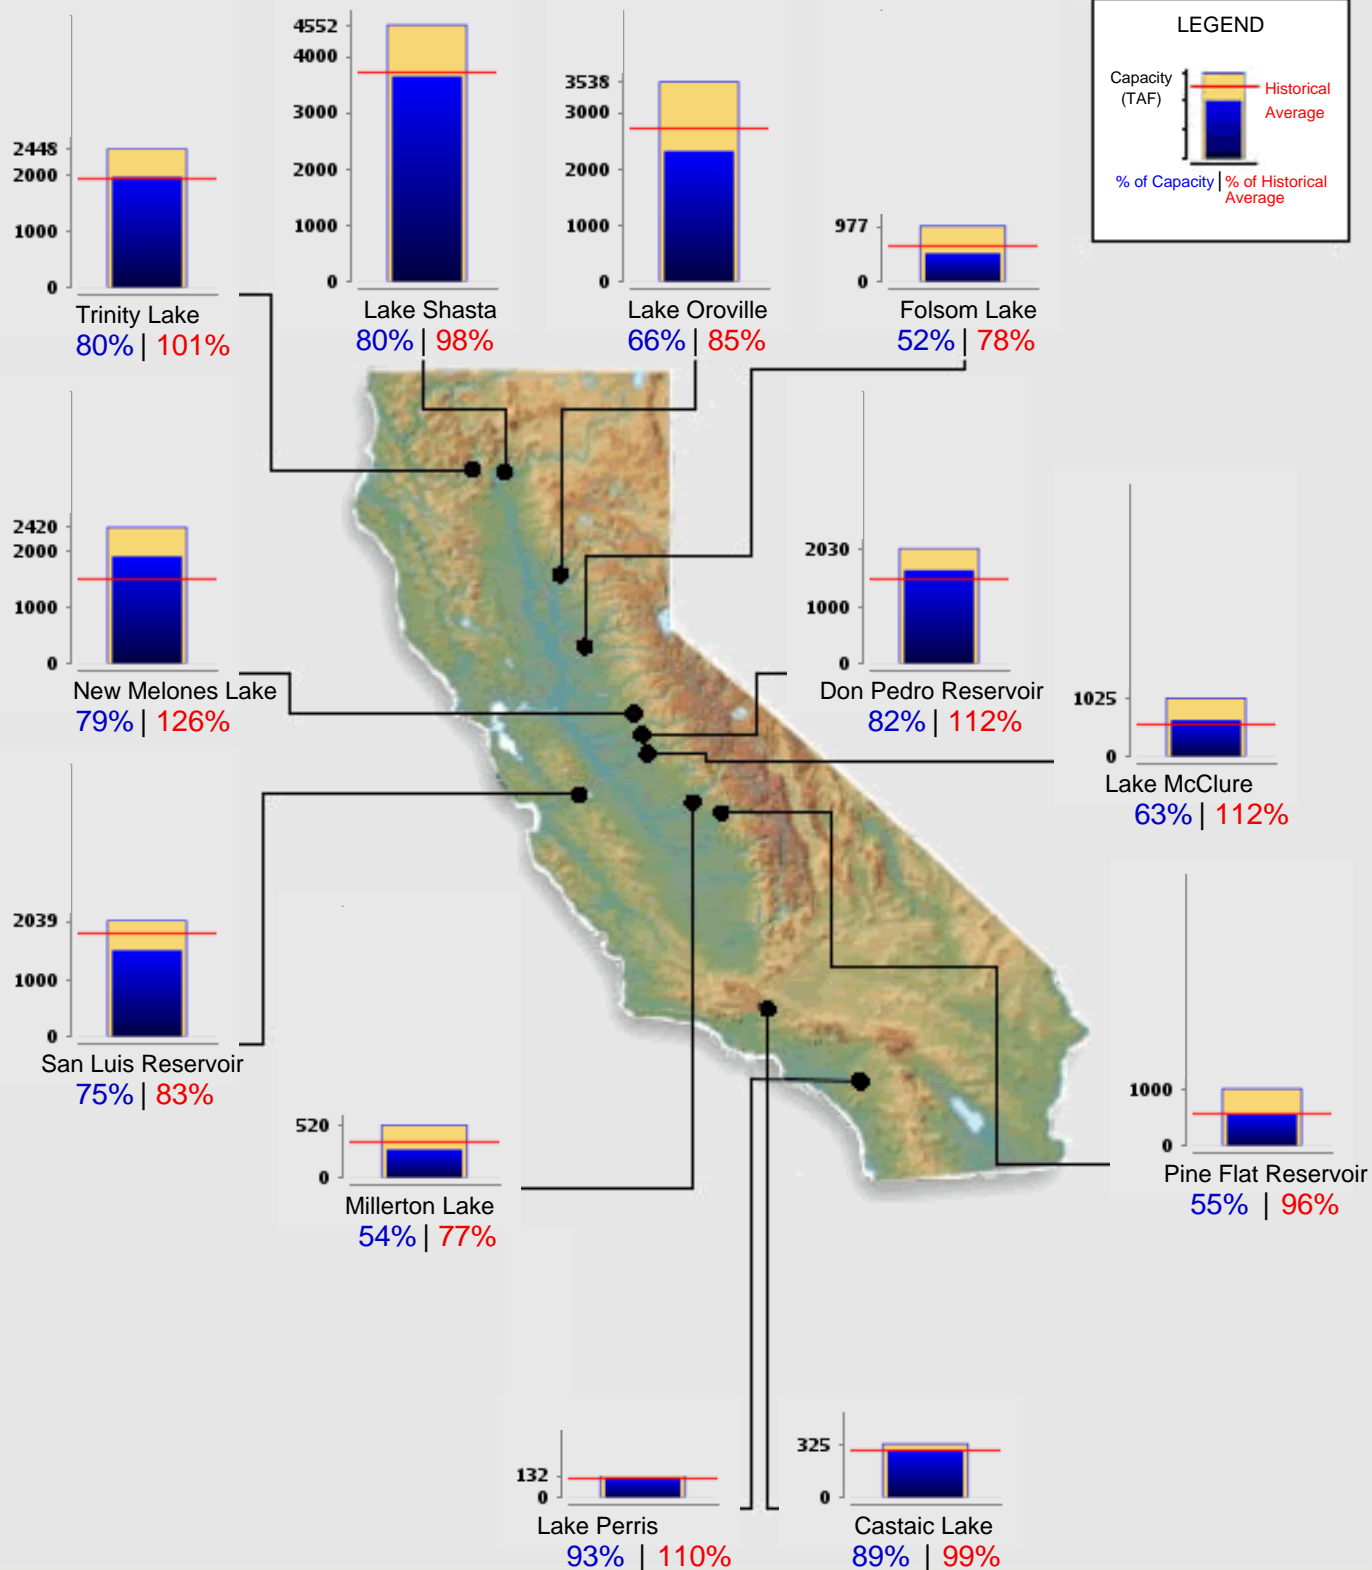 LEGEND
Capacity
(TAF)
Historical
Average
% of Capacity | % of Historical
Average
2448
2000
1000
0
Trinity Lake
80% | 101%
4552
4000
3000
2000
1000
0
Lake Shasta
80% | 98%
3538
3000
2000
1000
0
Lake Oroville
66% | 85%
977
0
Folsom Lake
52% | 78%
2420
2000
1000
0
New Melones Lake
79% | 126%
2030
1000
0
Don Pedro Reservoir
82% | 112%
1025
0
Lake McClure
63% | 112%
2039
1000
0
San Luis Reservoir
75% | 83%
520
0
Millerton Lake
54% | 77%
1000
0
Pine Flat Reservoir
55% | 96%
132
0
Lake Perris
93% | 110%
325
0
Castaic Lake
89% | 99%